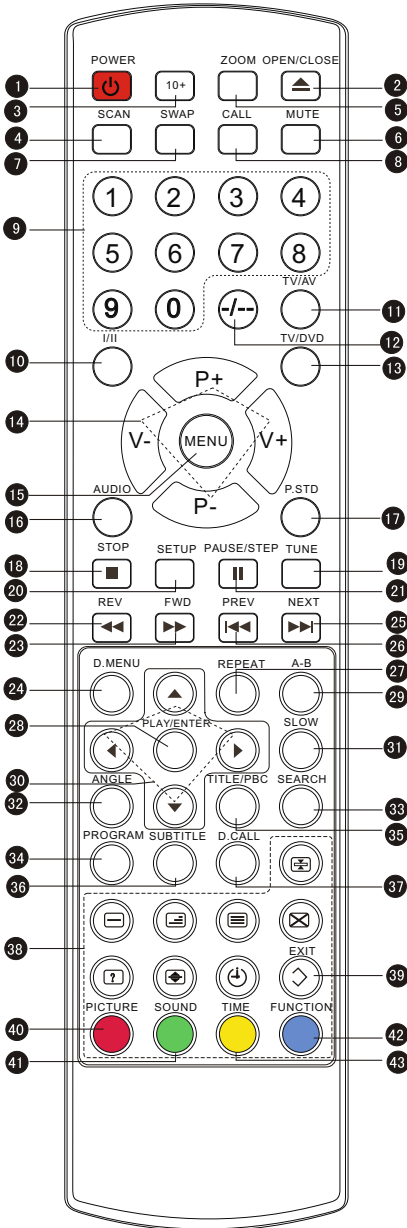 POWER ZOOM OPEN/CLOSE
1 10+ 2
3 5
SCAN SWAP CALL MUTE
4 6
7 8
1 2 3 4
9
5 6 7 8
TV/AV
9 0 -/-- 11
12
I/II TV/DVD
10 13
P+
14
V- MENU V+
15
P-
AUDIO P.STD
16 17
STOP SETUP PAUSE/STEP TUNE
18 19
20 21
REV FWD PREV NEXT
22 25
23 26
27
D.MENU REPEAT A-B
24 29
28 PLAY/ENTER SLOW
31
30
ANGLE TITLE/PBC SEARCH
32 33
35
PROGRAM SUBTITLE D.CALL
34
36 37
38
EXIT
? 39
PICTURE SOUND TIME FUNCTION
40 42
41 43